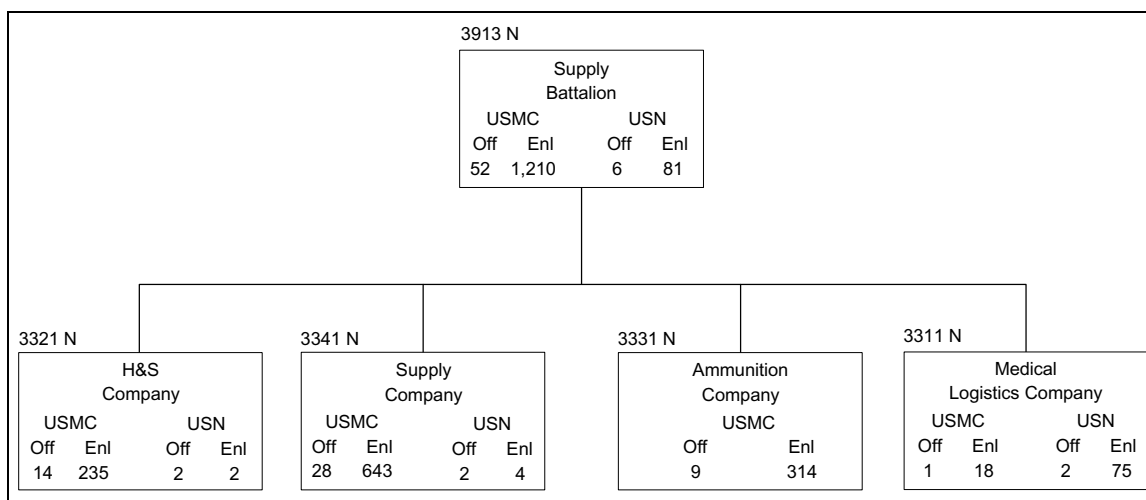 3913 N
Supply
Battalion
USMC USN
Off Enl Off Enl
52 1,210 6 81
3321 N
H&S
Company
USMC USN
Off Enl Off Enl
14 235 2 2
3341 N
Supply
Company
USMC USN
Off Enl Off Enl
28 643 2 4
3331 N
Ammunition
Company
USMC
Off Enl
9 314
3311 N
Medical
Logistics Company
USMC USN
Off Enl Off Enl
1 18 2 75